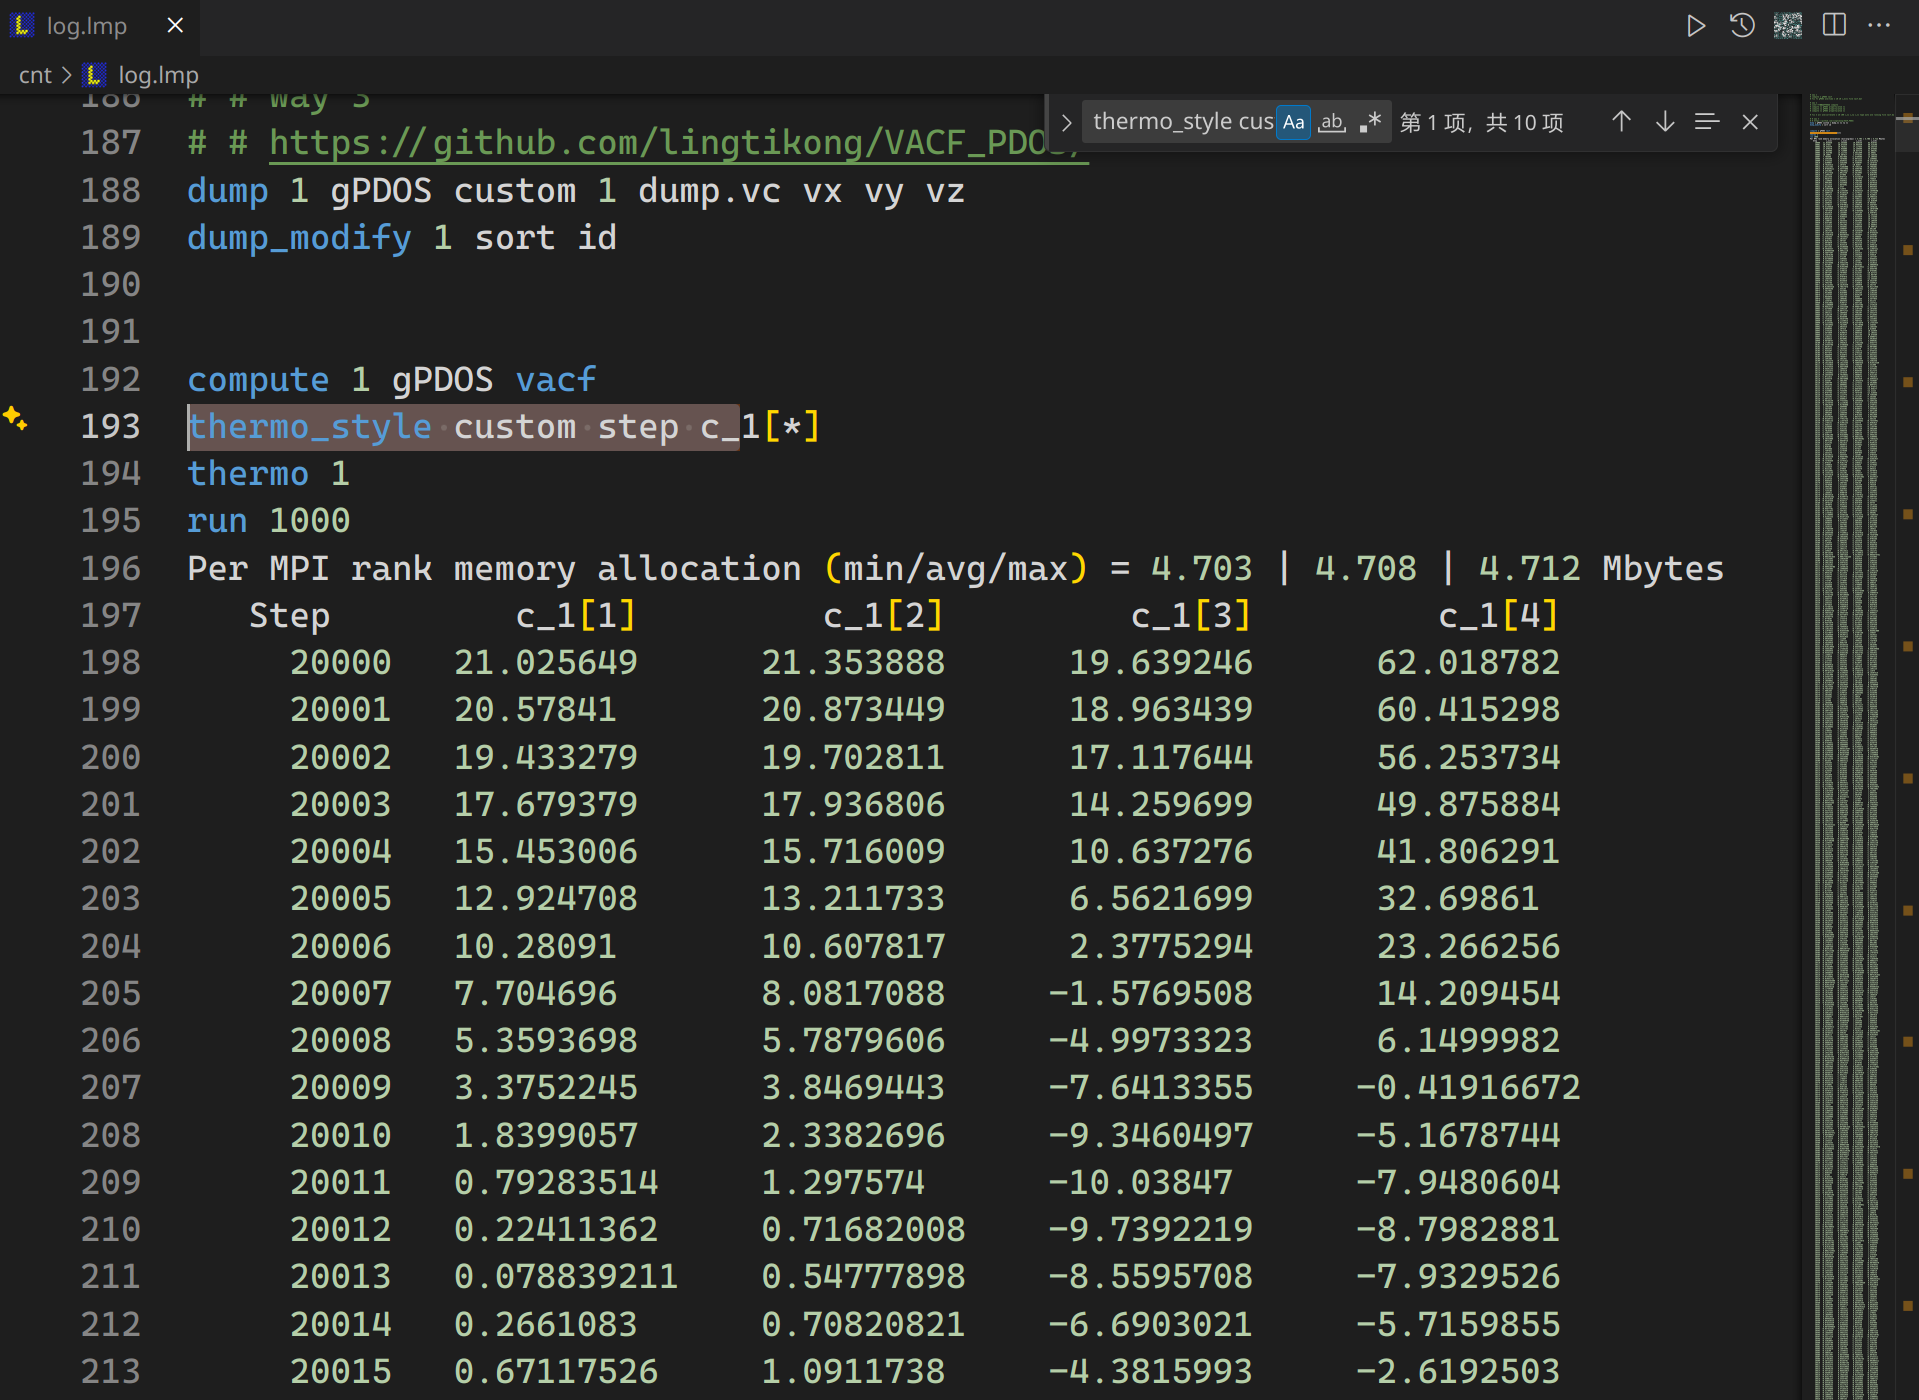 log.lmp
cnt > log.lmp
thermo_style cus Aa ab .* 第 1 项，共 10 项
186 # # Way 3
187 # # https://github.com/lingtikong/VACF_PDOS/
188 dump 1 gPDOS custom 1 dump.vc vx vy vz
189 dump_modify 1 sort id
190
191
192 compute 1 gPDOS vacf
193 thermo_style custom step c_1[*]
194 thermo 1
195 run 1000
196 Per MPI rank memory allocation (min/avg/max) = 4.703 | 4.708 | 4.712 Mbytes
197 Step c_1[1] c_1[2] c_1[3] c_1[4]
198 20000 21.025649 21.353888 19.639246 62.018782
199 20001 20.57841 20.873449 18.963439 60.415298
200 20002 19.433279 19.702811 17.117644 56.253734
201 20003 17.679379 17.936806 14.259699 49.875884
202 20004 15.453006 15.716009 10.637276 41.806291
203 20005 12.924708 13.211733 6.5621699 32.69861
204 20006 10.28091 10.607817 2.3775294 23.266256
205 20007 7.704696 8.0817088 -1.5769508 14.209454
206 20008 5.3593698 5.7879606 -4.9973323 6.1499982
207 20009 3.3752245 3.8469443 -7.6413355 -0.41916672
208 20010 1.8399057 2.3382696 -9.3460497 -5.1678744
209 20011 0.79283514 1.297574 -10.03847 -7.9480604
210 20012 0.22411362 0.71682008 -9.7392219 -8.7982881
211 20013 0.078839211 0.54777898 -8.5595708 -7.9329526
212 20014 0.2661083 0.70820821 -6.6903021 -5.7159855
213 20015 0.67117526 1.0911738 -4.3815993 -2.6192503